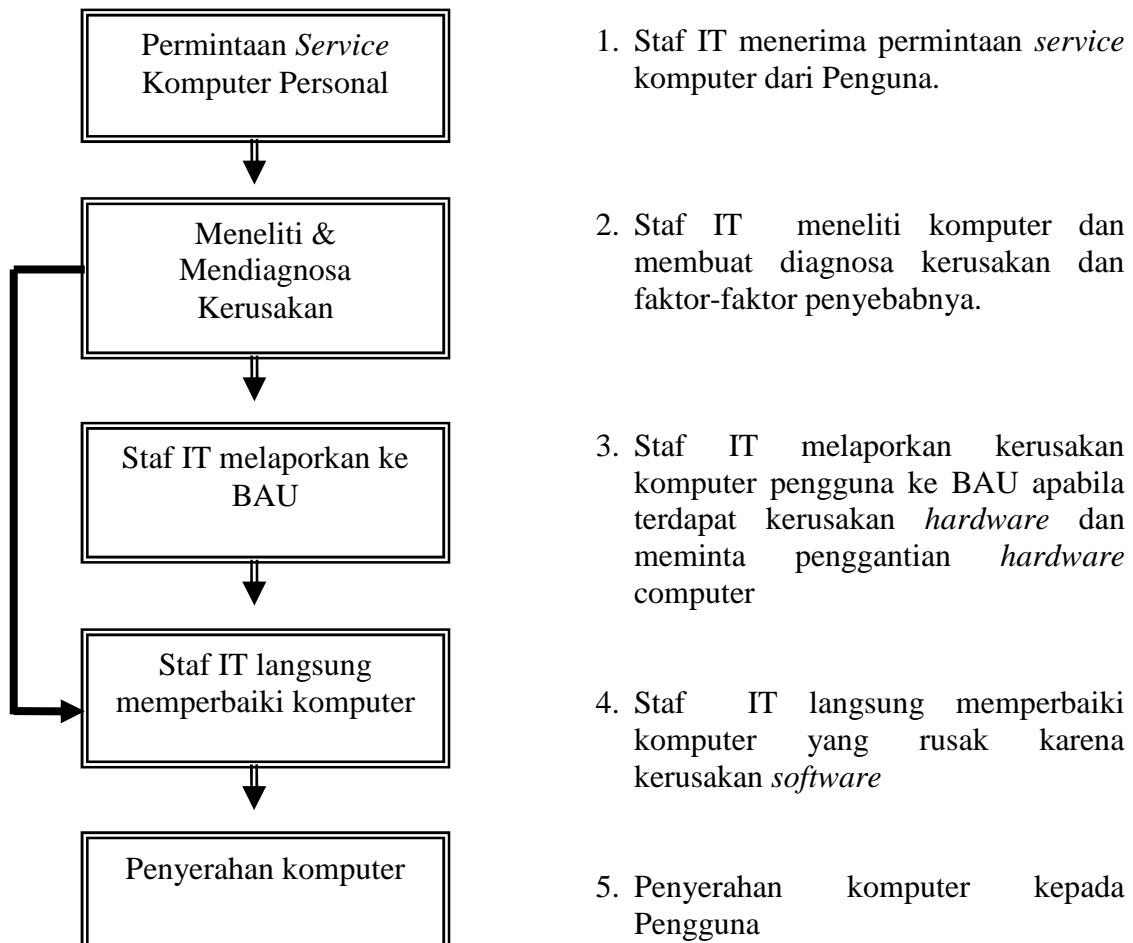 Permintaan Service
Komputer Personal
1. Staf IT menerima permintaan service
komputer dari Penguna.
Meneliti &
Mendiagnosa
Kerusakan
2. Staf IT meneliti komputer dan
membuat diagnosa kerusakan dan
faktor-faktor penyebabnya.
Staf IT melaporkan ke
BAU
3. Staf IT melaporkan kerusakan
komputer pengguna ke BAU apabila
terdapat kerusakan hardware dan
meminta penggantian hardware
computer
Staf IT langsung
memperbaiki komputer
4. Staf IT langsung memperbaiki
komputer yang rusak karena
kerusakan software
Penyerahan komputer
5. Penyerahan komputer kepada
Pengguna